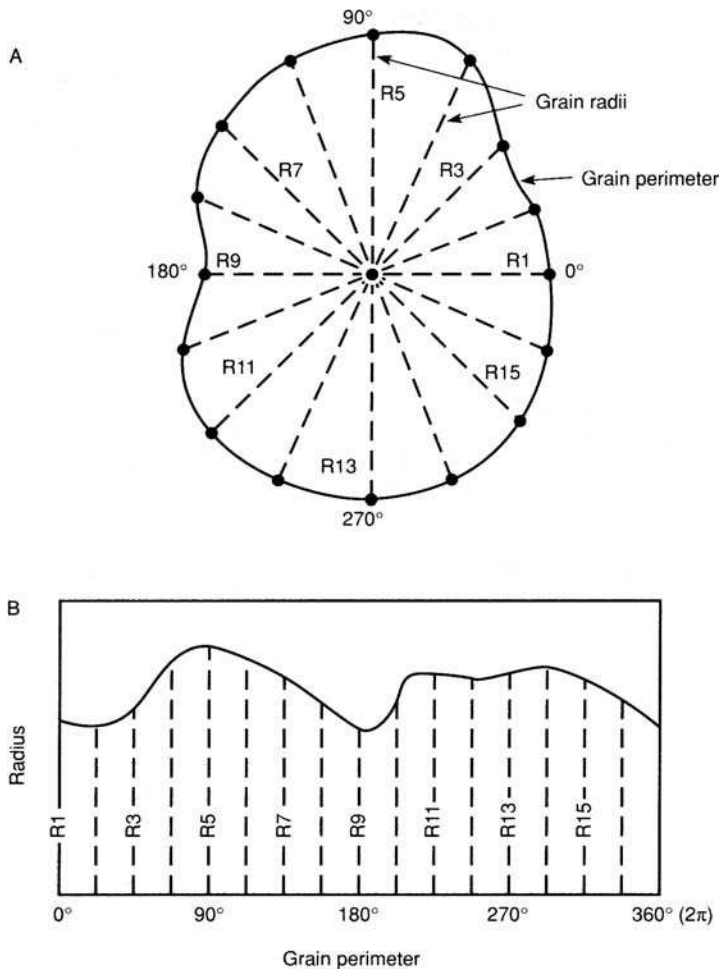 A
90°
R5
Grain radii
R7
R3
Grain perimeter
180°
R9
R1
0°
R11
R15
R13
270°
B
Radius
R1
R3
R5
R7
R9
R11
R13
R15
0°
90°
180°
270°
360° (2π)
Grain perimeter